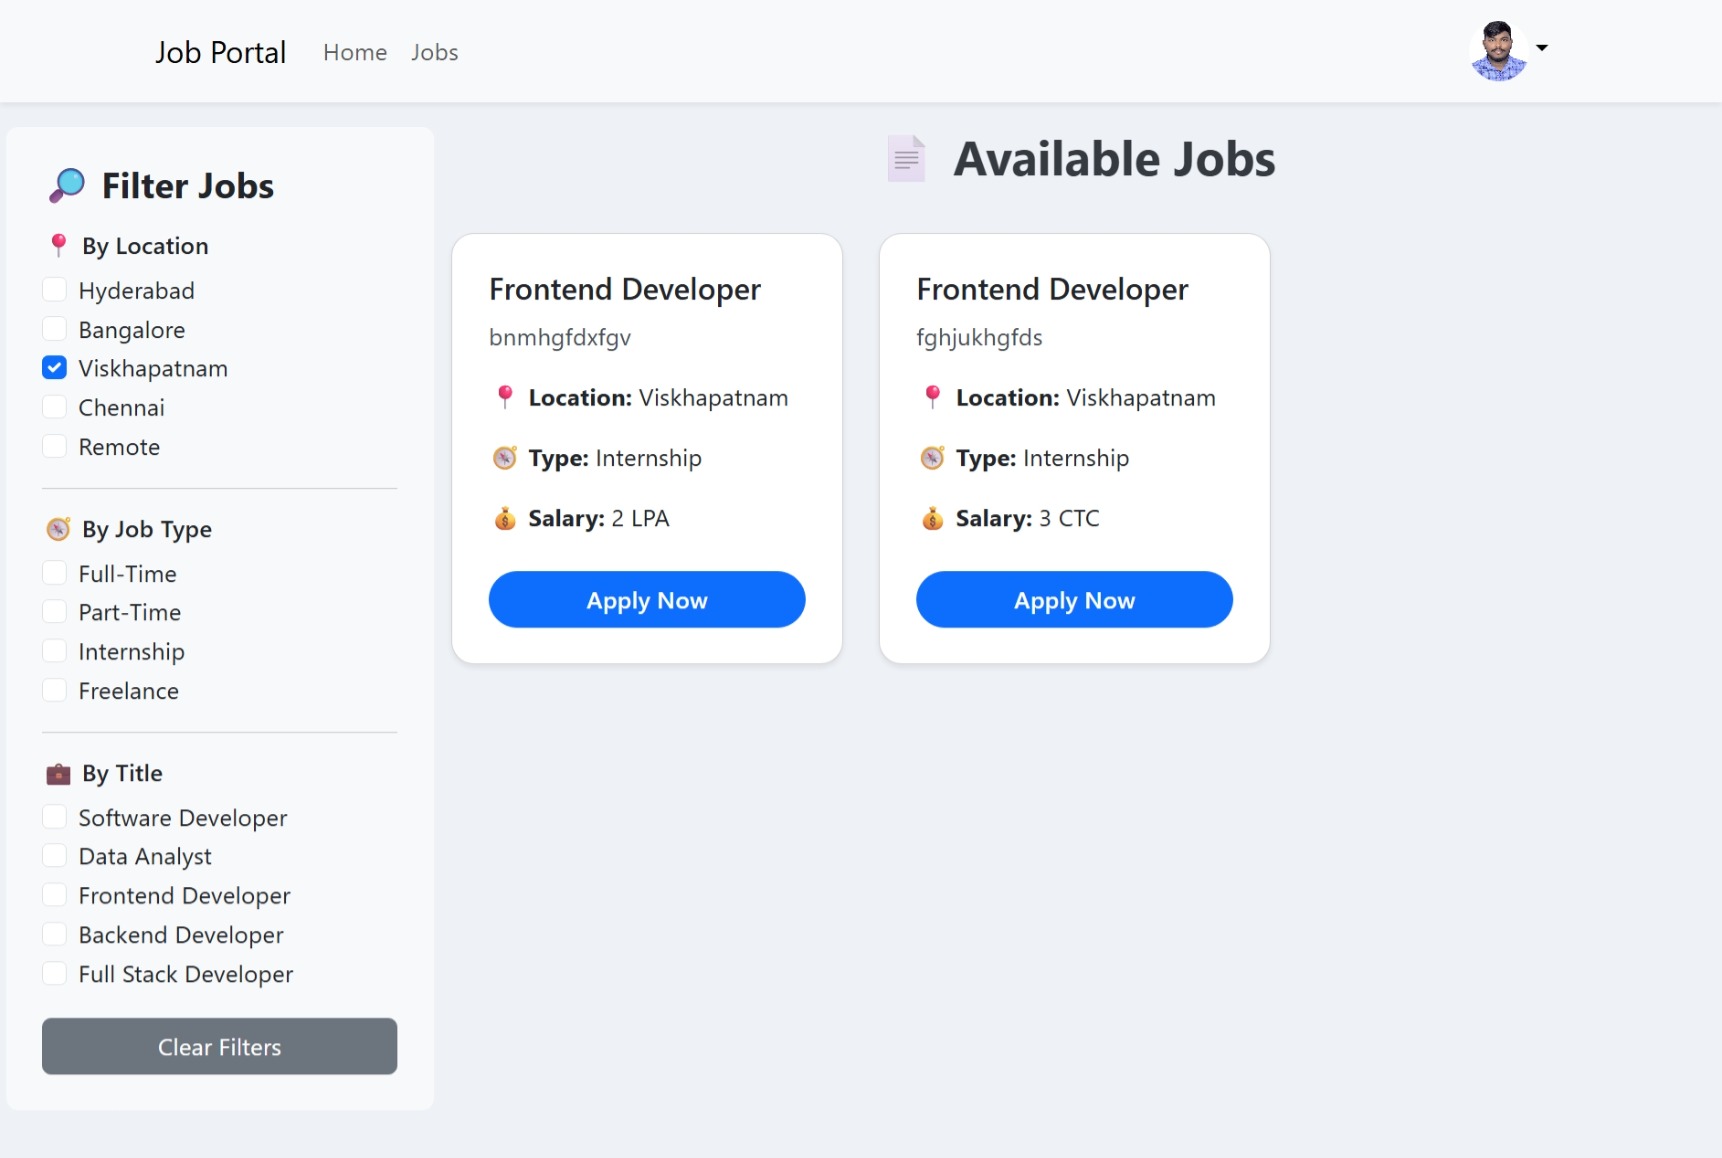 Job Portal Home Jobs
Filter Jobs
By Location
Hyderabad
Bangalore
Viskhapatnam
Chennai
Remote
By Job Type
Full-Time
Part-Time
Internship
Freelance
By Title
Software Developer
Data Analyst
Frontend Developer
Backend Developer
Full Stack Developer
Clear Filters
Available Jobs
Frontend Developer
bnmhgfdxfgv
Location: Viskhapatnam
Type: Internship
Salary: 2 LPA
Apply Now
Frontend Developer
fghjukhgfds
Location: Viskhapatnam
Type: Internship
Salary: 3 CTC
Apply Now